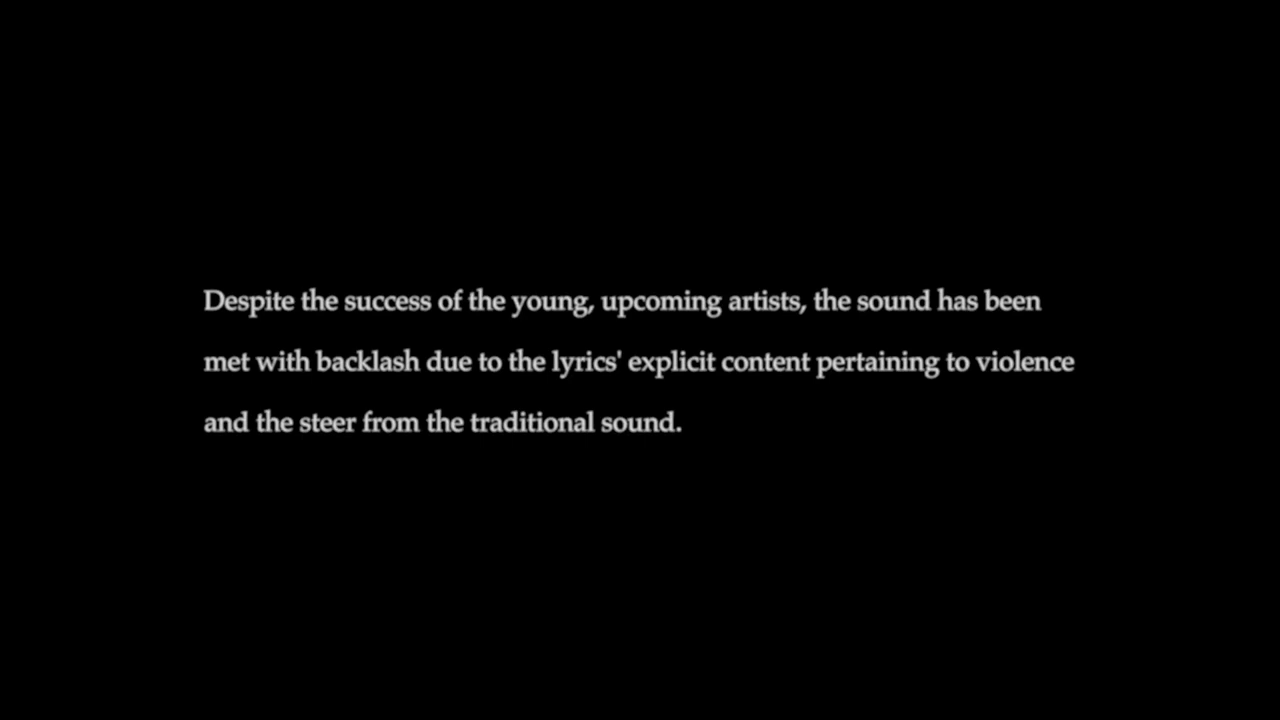 Despite the success of the young, upcoming artists, the sound has been
met with backlash due to the lyrics' explicit content pertaining to violence
and the steer from the traditional sound.